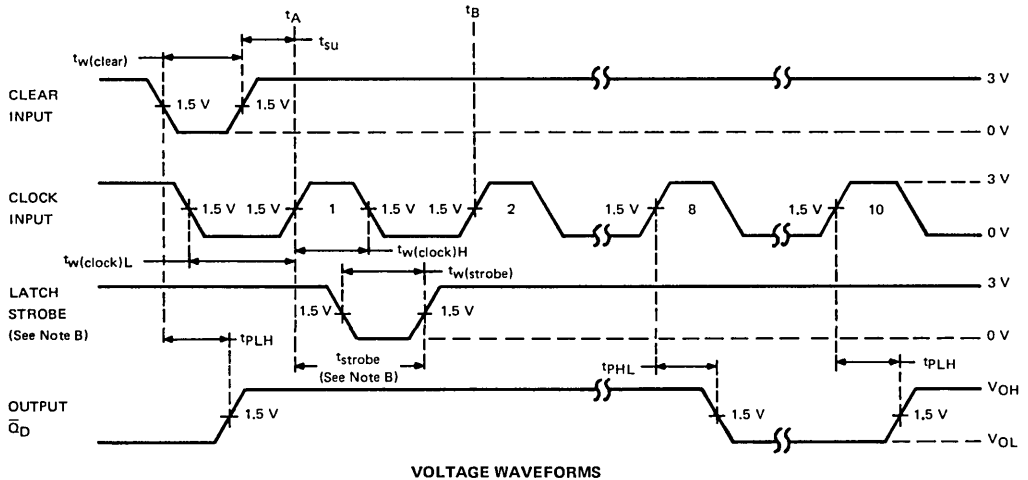 tA tB
tsu
tw(clear)
CLEAR
INPUT
1.5 V 1.5 V
3 V
0 V
CLOCK
INPUT
1.5 V 1.5 V 1 1.5 V 1.5 V 2 1.5 V 8 1.5 V 10
3 V
0 V
tw(clock)L
tw(clock)H
tw(strobe)
LATCH
STROBE
(See Note B)
1.5 V 1.5 V
3 V
0 V
tPLH
tstrobe
(See Note B)
tPHL
tPLH
OUTPUT
Q̄D
1.5 V 1.5 V 1.5 V
VOH
VOL
VOLTAGE WAVEFORMS